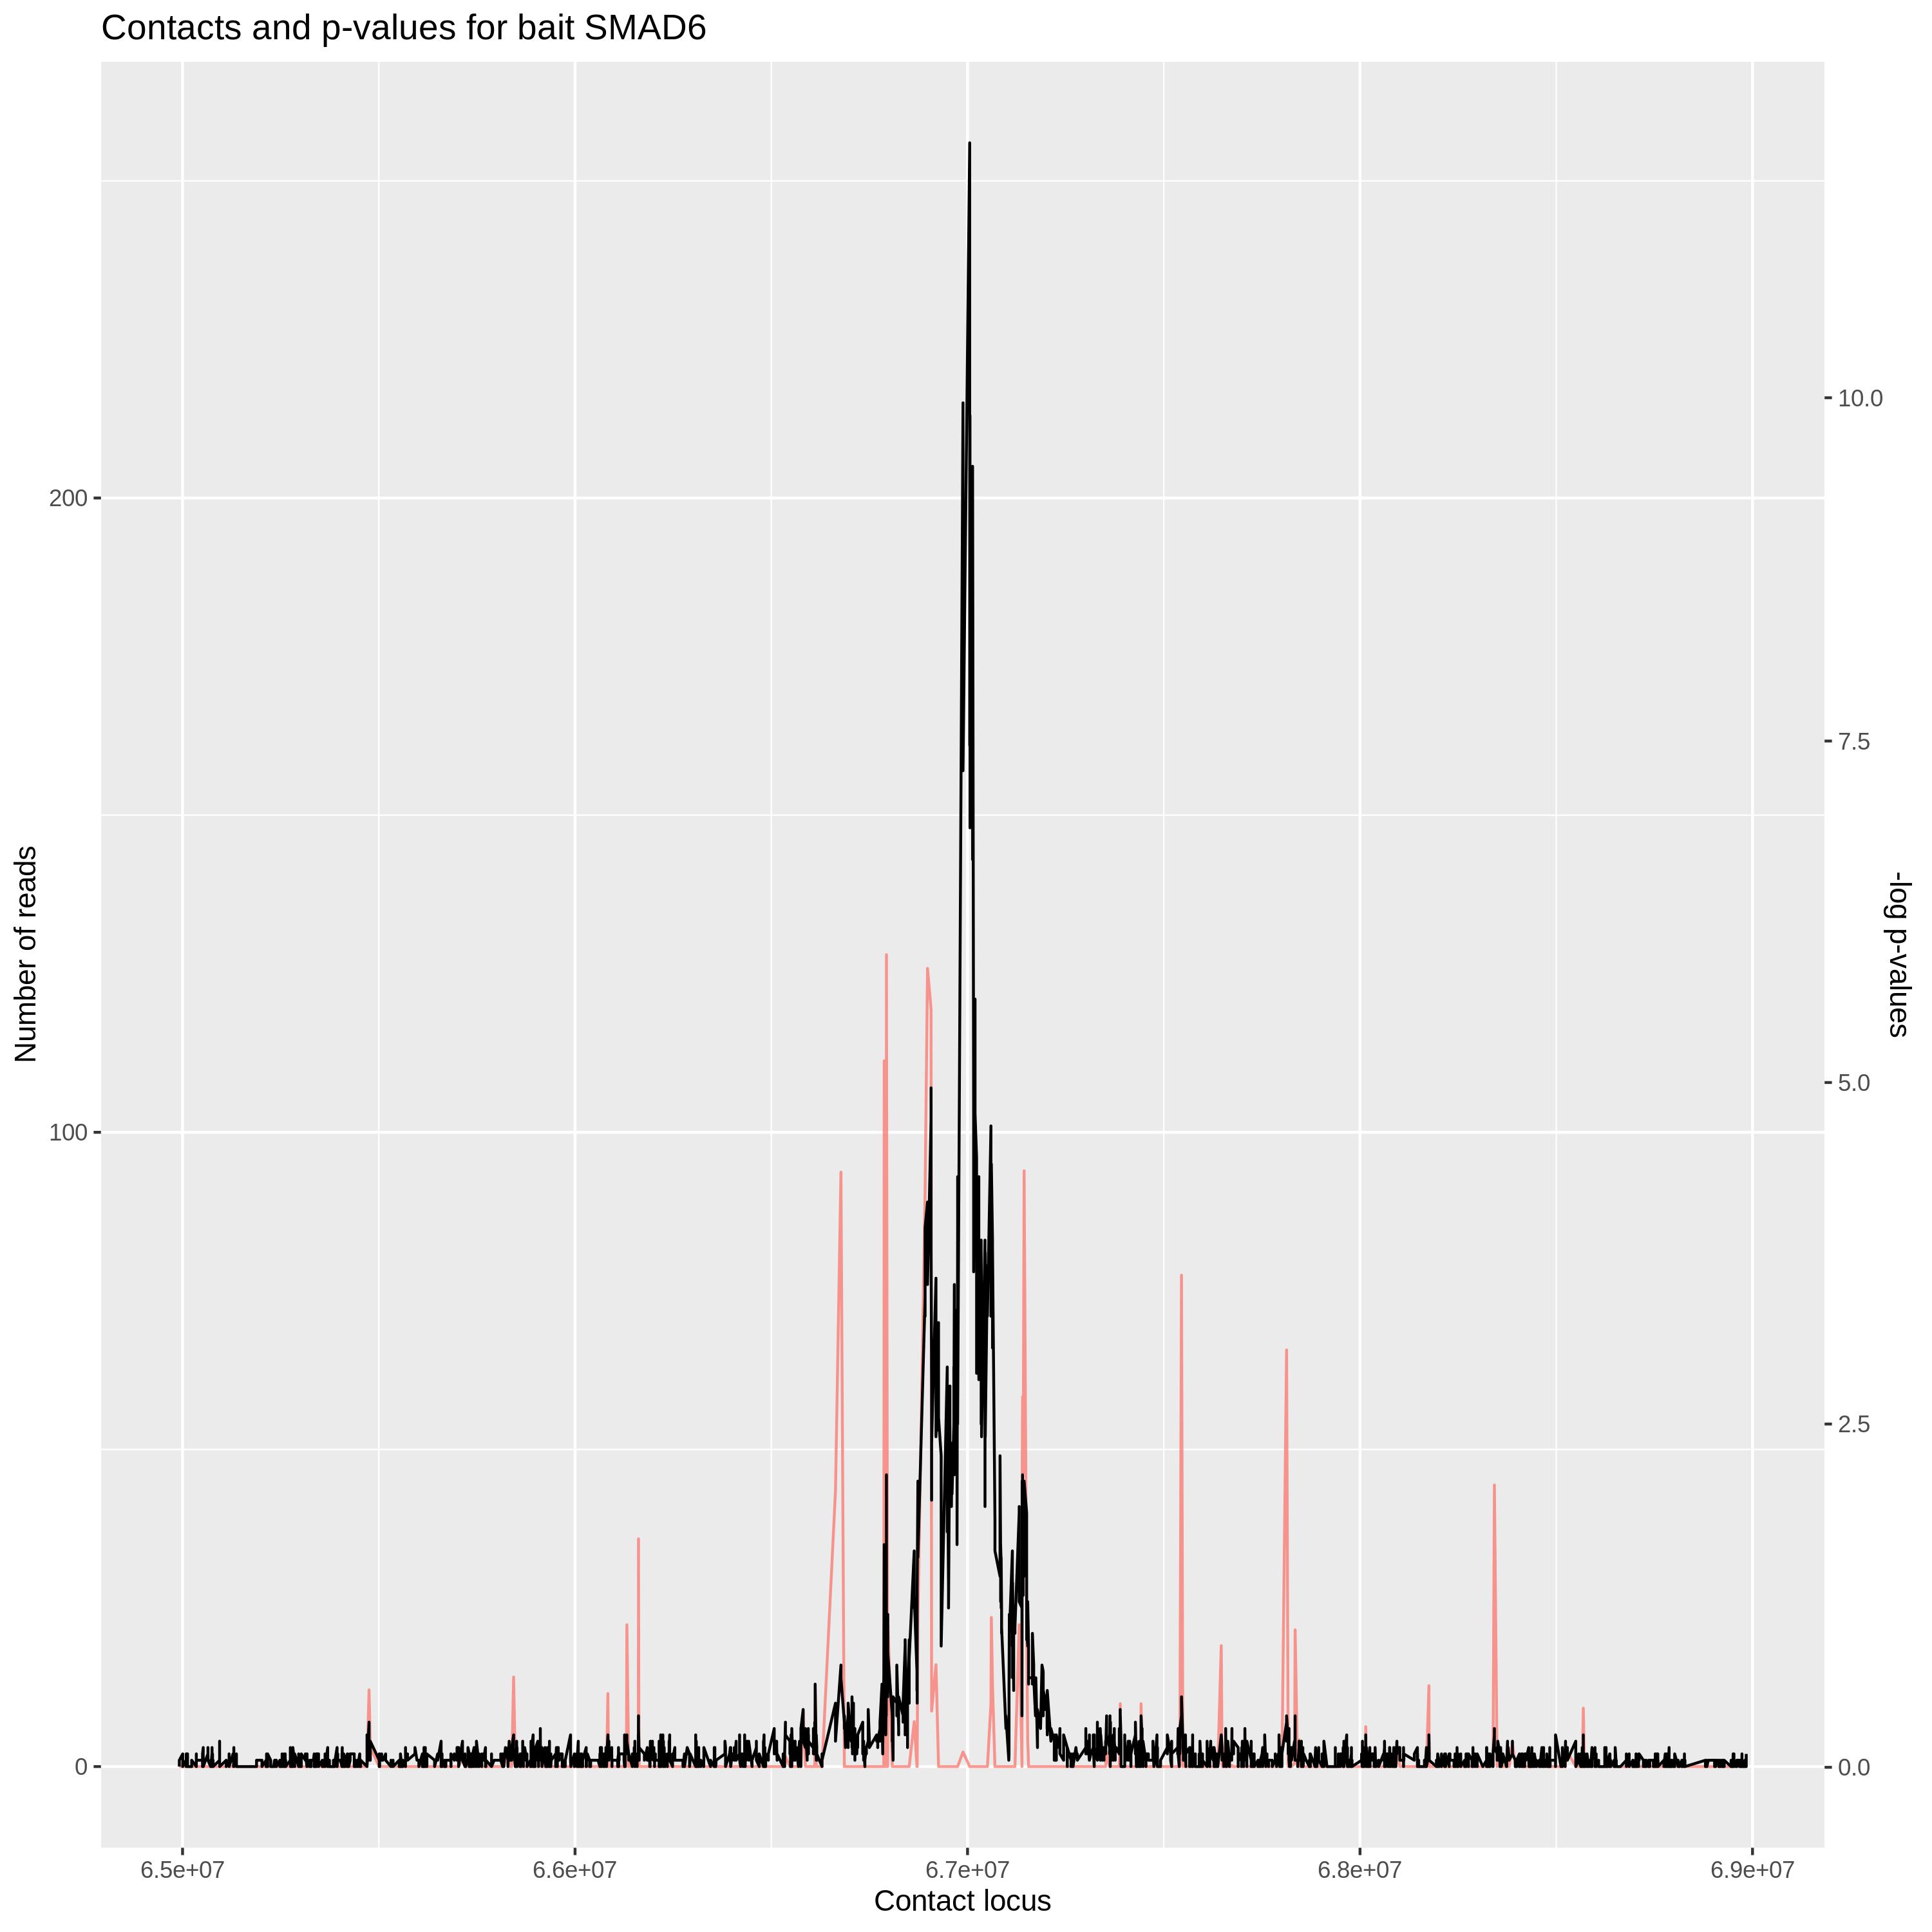 Contacts and p-values for bait SMAD6
Number of reads
200
100
0
10.0
7.5
5.0
2.5
0.0
-log p-values
6.5e+07
6.6e+07
6.7e+07
6.8e+07
6.9e+07
Contact locus